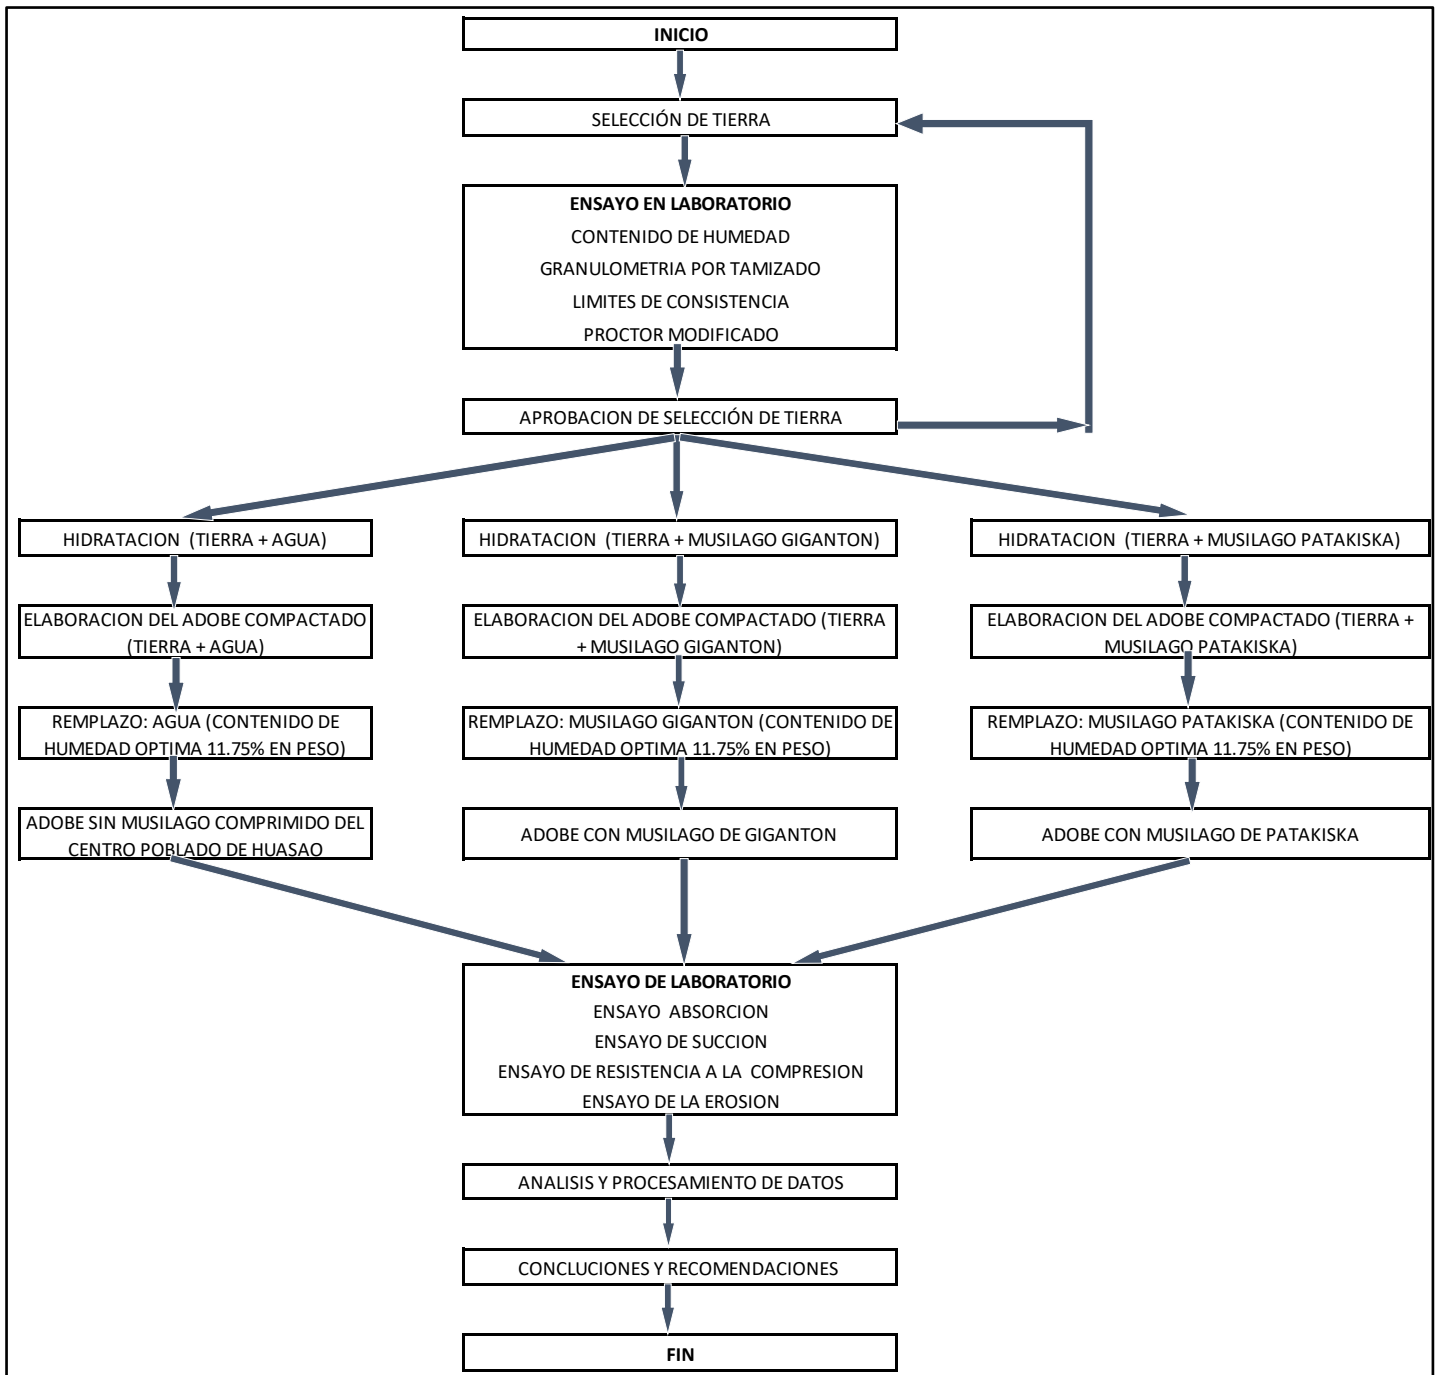 INICIO
SELECCIÓN DE TIERRA
ENSAYO EN LABORATORIO
CONTENIDO DE HUMEDAD
GRANULOMETRIA POR TAMIZADO
LIMITES DE CONSISTENCIA
PROCTOR MODIFICADO
APROBACION DE SELECCIÓN DE TIERRA
HIDRATACION (TIERRA + AGUA)
ELABORACION DEL ADOBE COMPACTADO
(TIERRA + AGUA)
REMPLAZO: AGUA (CONTENIDO DE
HUMEDAD OPTIMA 11.75% EN PESO)
ADOBE SIN MUSILAGO COMPRIMIDO DEL
CENTRO POBLADO DE HUASAO
HIDRATACION (TIERRA + MUSILAGO GIGANTON)
ELABORACION DEL ADOBE COMPACTADO (TIERRA
+ MUSILAGO GIGANTON)
REMPLAZO: MUSILAGO GIGANTON (CONTENIDO DE
HUMEDAD OPTIMA 11.75% EN PESO)
ADOBE CON MUSILAGO DE GIGANTON
HIDRATACION (TIERRA + MUSILAGO PATAKISKA)
ELABORACION DEL ADOBE COMPACTADO (TIERRA +
MUSILAGO PATAKISKA)
REMPLAZO: MUSILAGO PATAKISKA (CONTENIDO DE
HUMEDAD OPTIMA 11.75% EN PESO)
ADOBE CON MUSILAGO DE PATAKISKA
ENSAYO DE LABORATORIO
ENSAYO ABSORCION
ENSAYO DE SUCCION
ENSAYO DE RESISTENCIA A LA COMPRESION
ENSAYO DE LA EROSION
ANALISIS Y PROCESAMIENTO DE DATOS
CONCLUCIONES Y RECOMENDACIONES
FIN